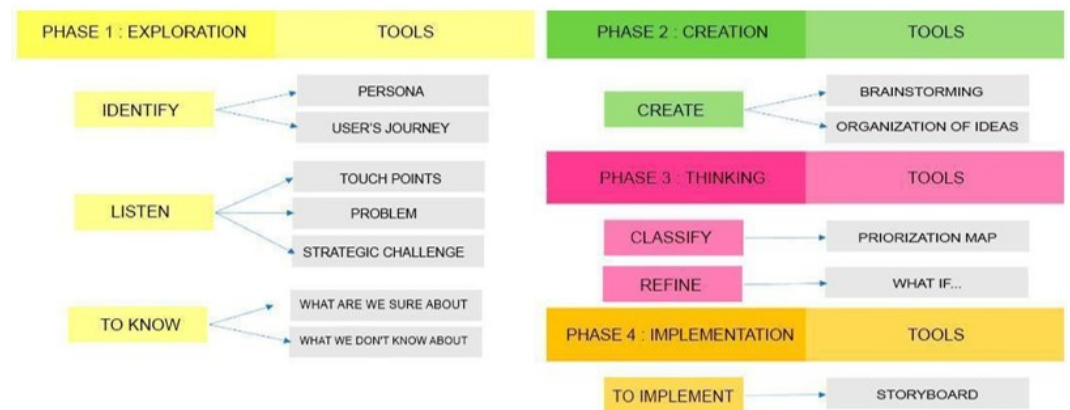 PHASE 1 : EXPLORATION TOOLS
IDENTIFY
PERSONA
USER'S JOURNEY
LISTEN
TOUCH POINTS
PROBLEM
STRATEGIC CHALLENGE
TO KNOW
WHAT ARE WE SURE ABOUT
WHAT WE DON'T KNOW ABOUT
PHASE 2 : CREATION TOOLS
CREATE
BRAINSTORMING
ORGANIZATION OF IDEAS
PHASE 3 : THINKING TOOLS
CLASSIFY PRIORIZATION MAP
REFINE WHAT IF...
PHASE 4 : IMPLEMENTATION TOOLS
TO IMPLEMENT STORYBOARD